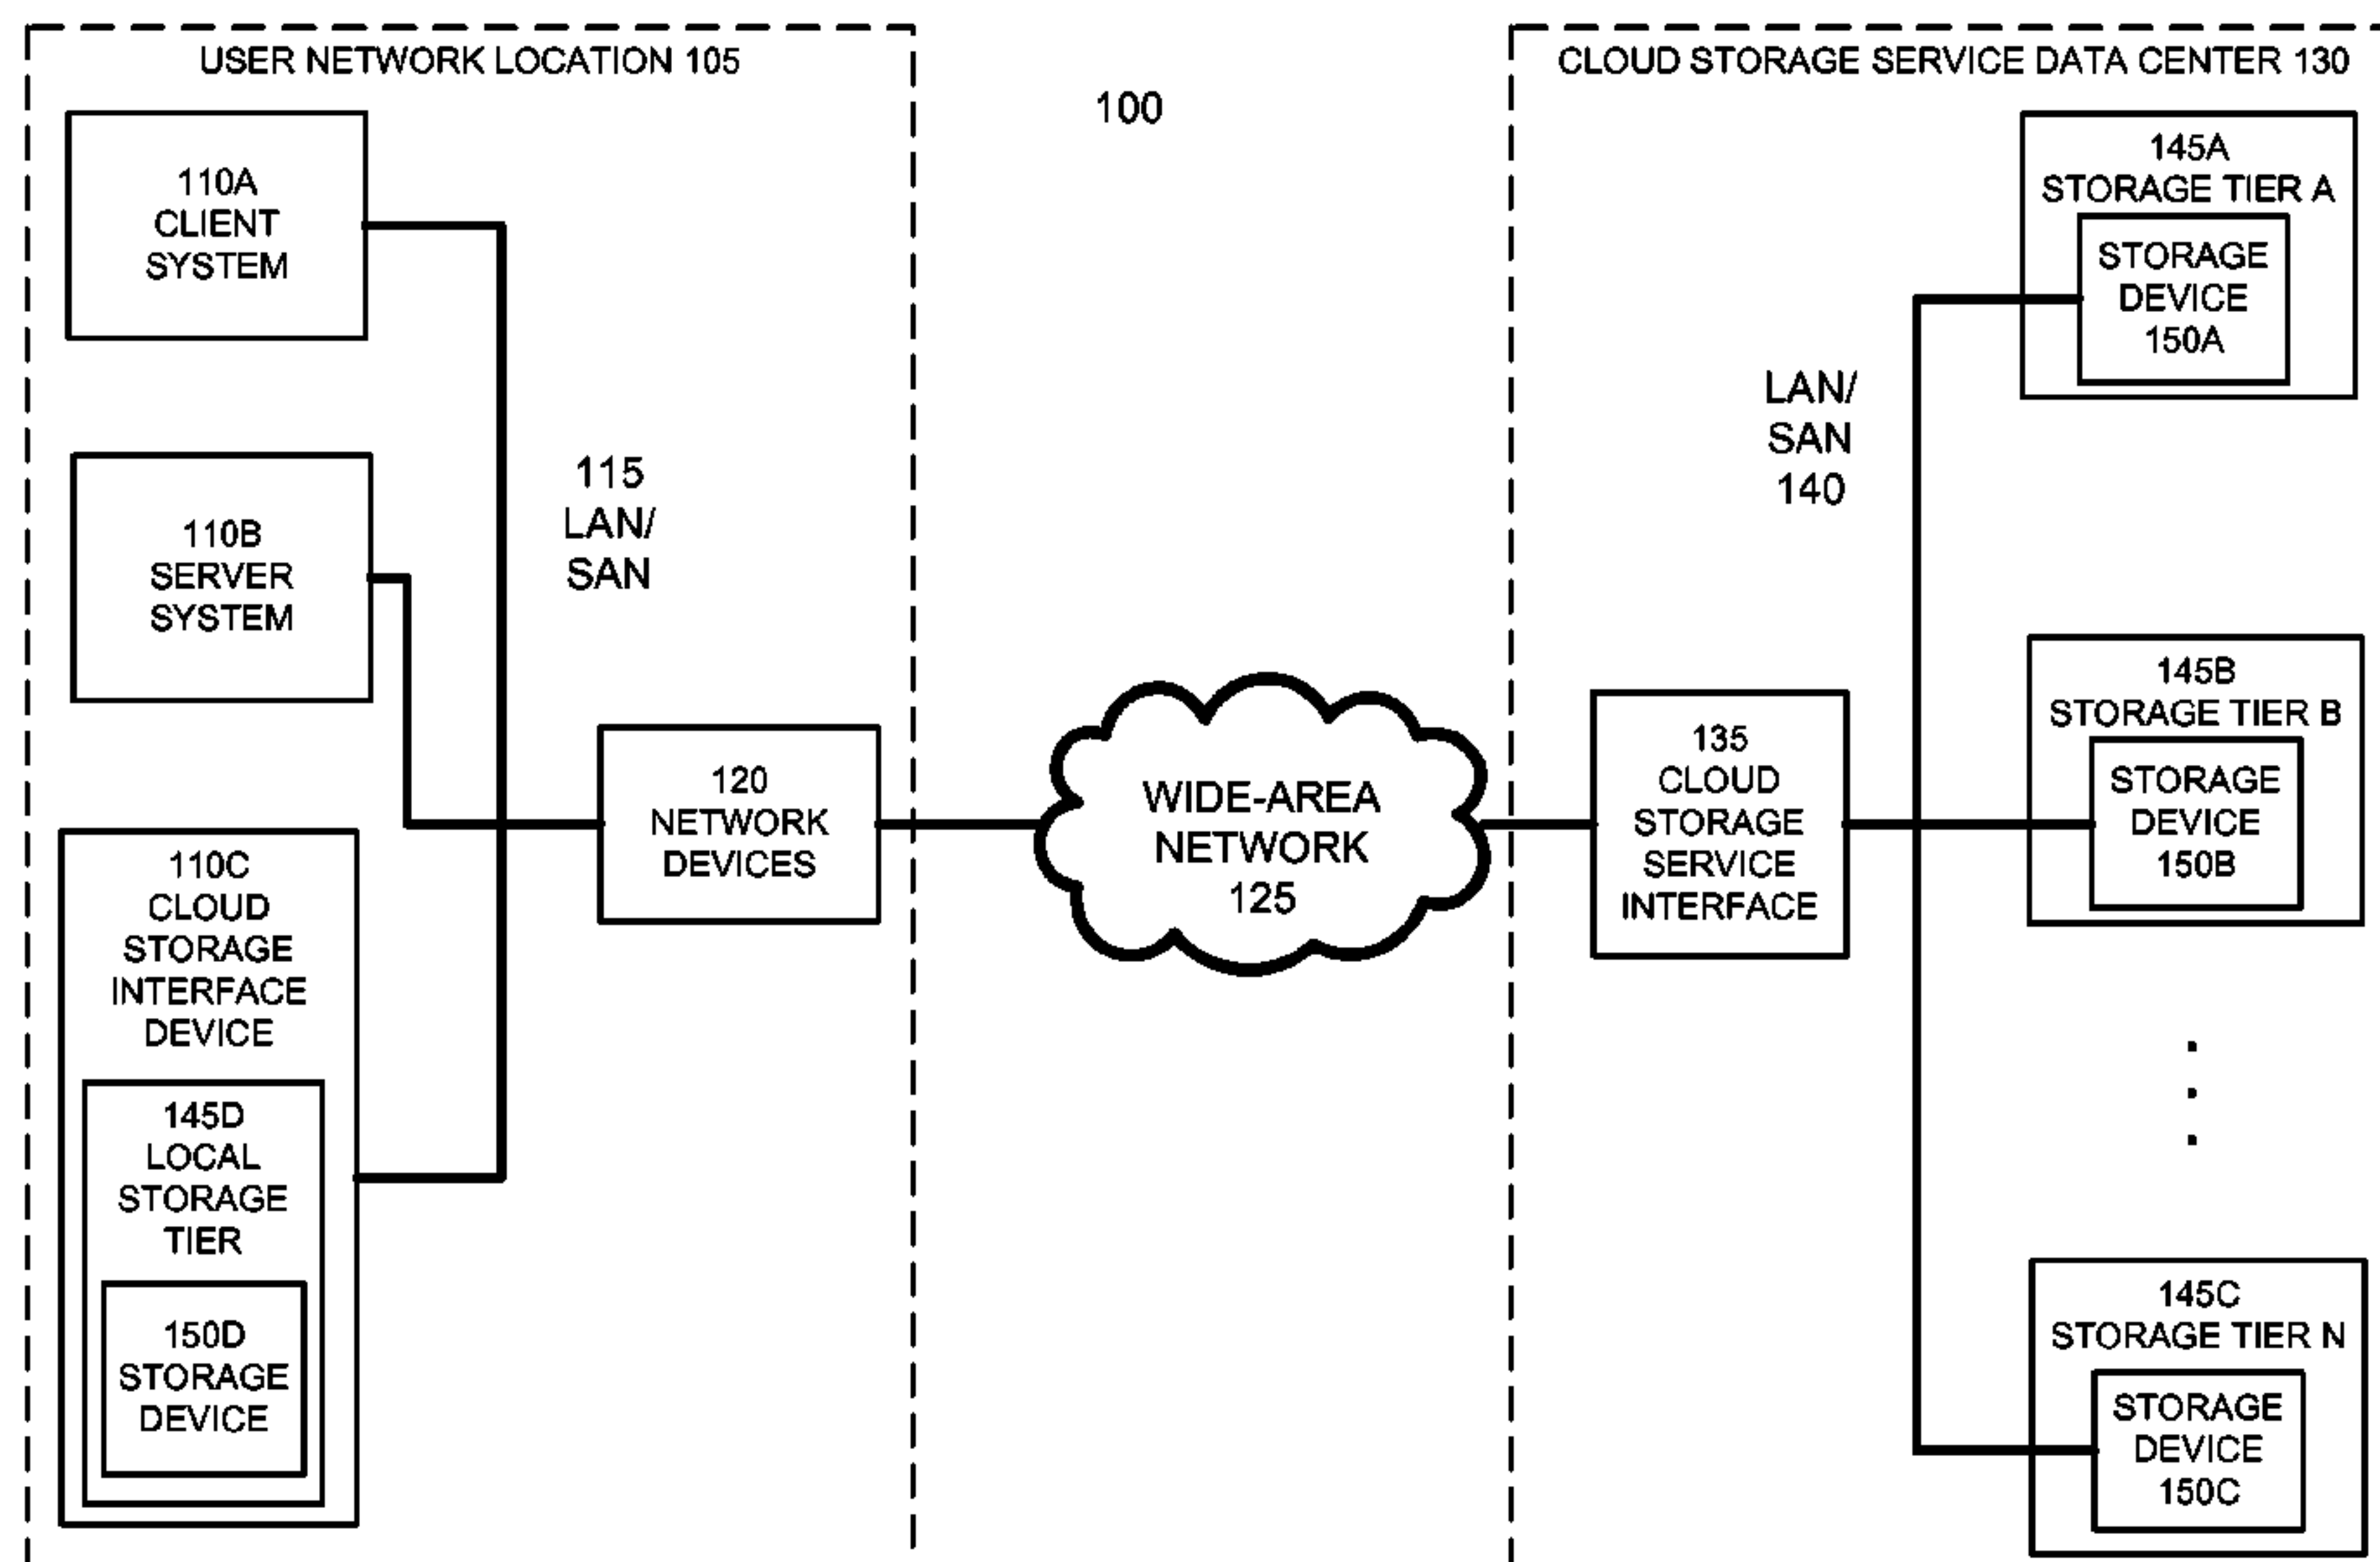 USER NETWORK LOCATION 105
110A
CLIENT
SYSTEM
110B
SERVER
SYSTEM
110C
CLOUD
STORAGE
INTERFACE
DEVICE
145D
LOCAL
STORAGE
TIER
150D
STORAGE
DEVICE
115
LAN/
SAN
120
NETWORK
DEVICES
100
WIDE-AREA
NETWORK
125
CLOUD STORAGE SERVICE DATA CENTER 130
135
CLOUD
STORAGE
SERVICE
INTERFACE
LAN/
SAN
140
145A
STORAGE TIER A
STORAGE
DEVICE
150A
145B
STORAGE TIER B
STORAGE
DEVICE
150B
145C
STORAGE TIER N
STORAGE
DEVICE
150C